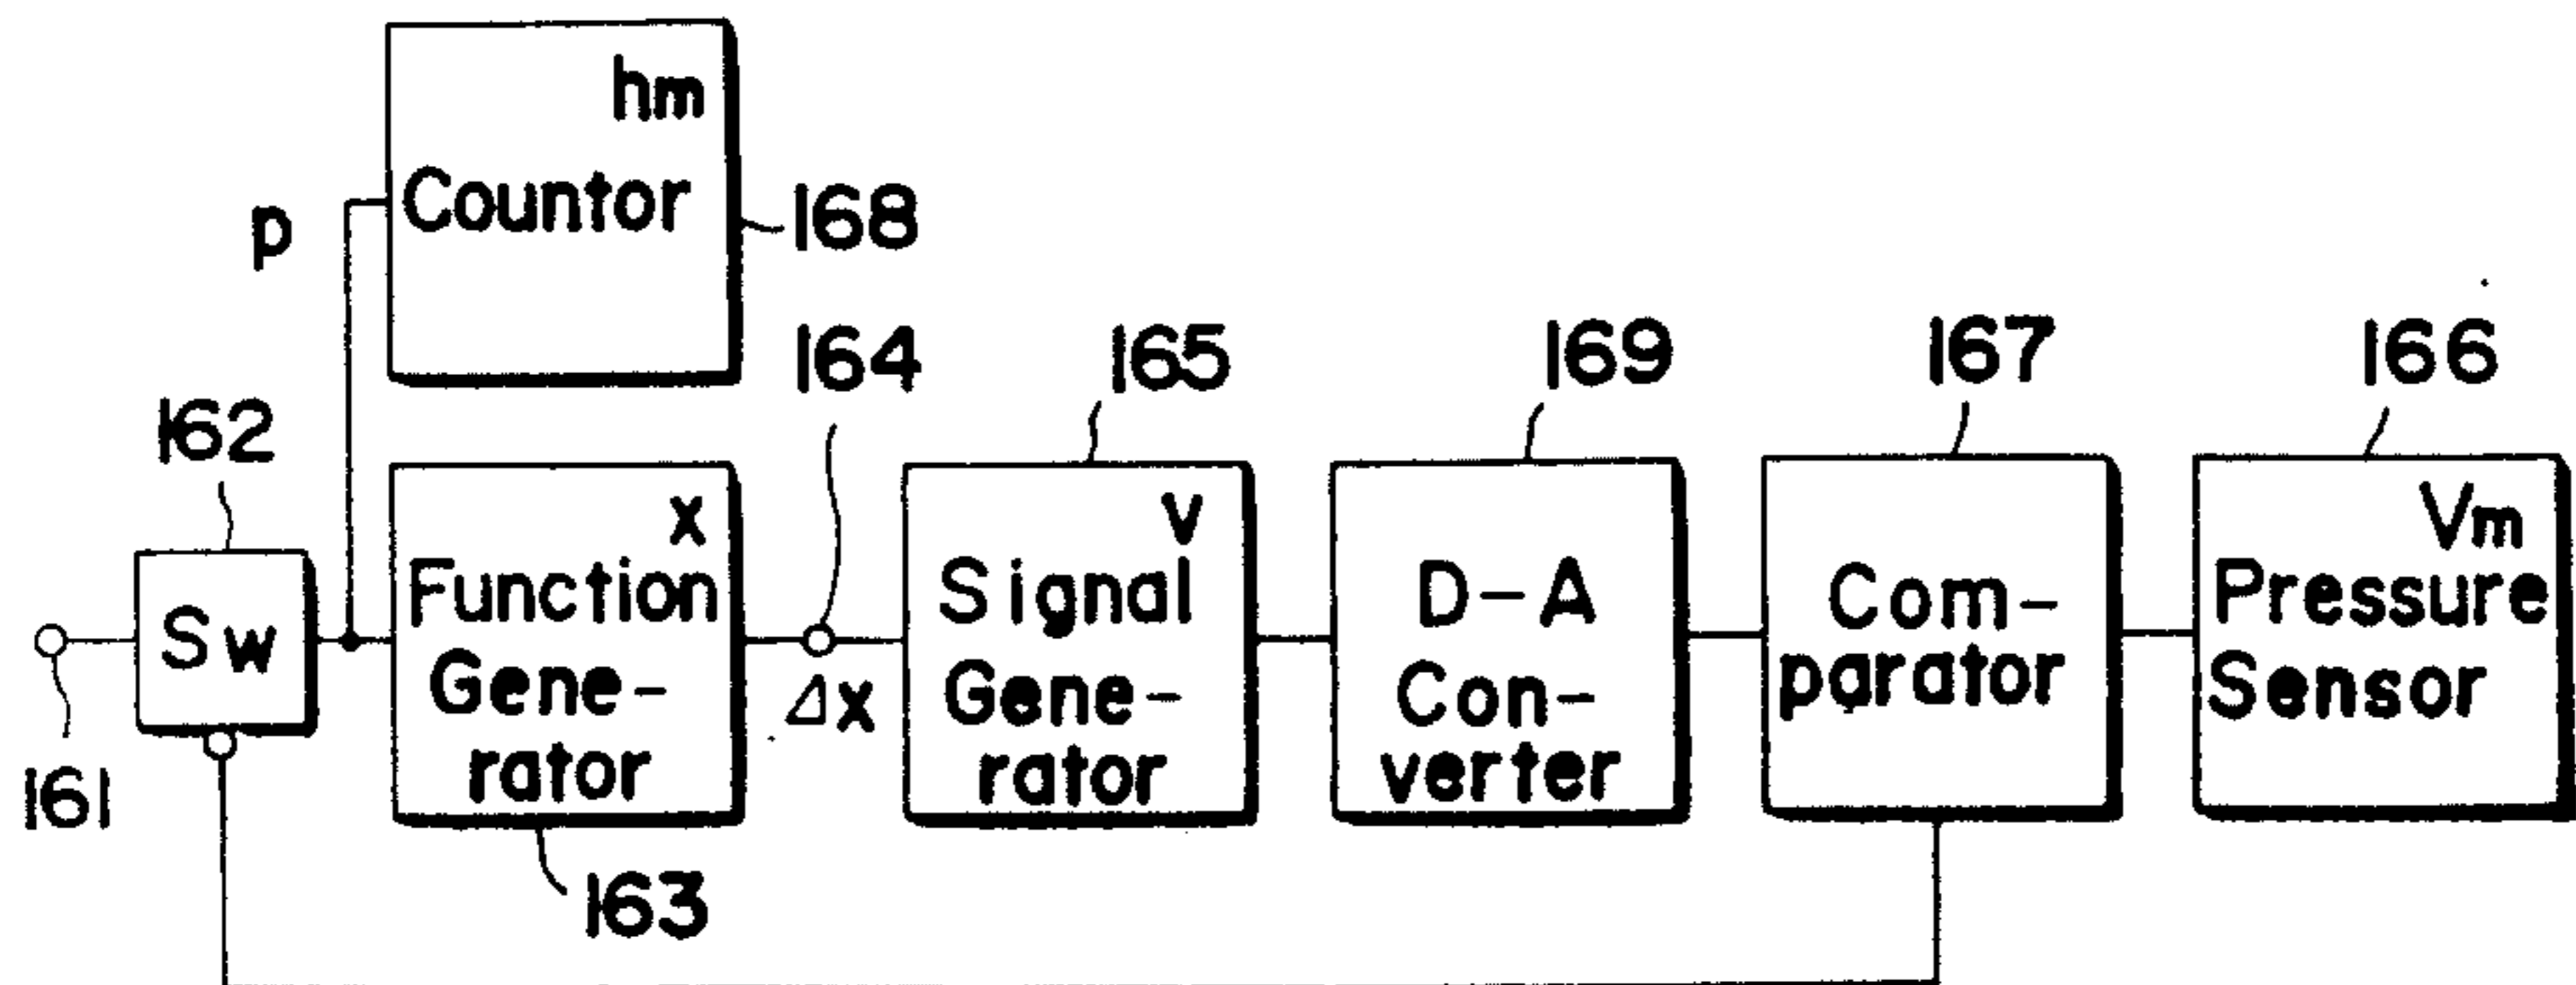 hm
Countor
p
168
164
165
169
167
166
162
Sw
x
Function
Gene-
rator
Δx
v
Signal
Gene-
rator
D-A
Con-
verter
Com-
parator
Vm
Pressure
Sensor
161
163